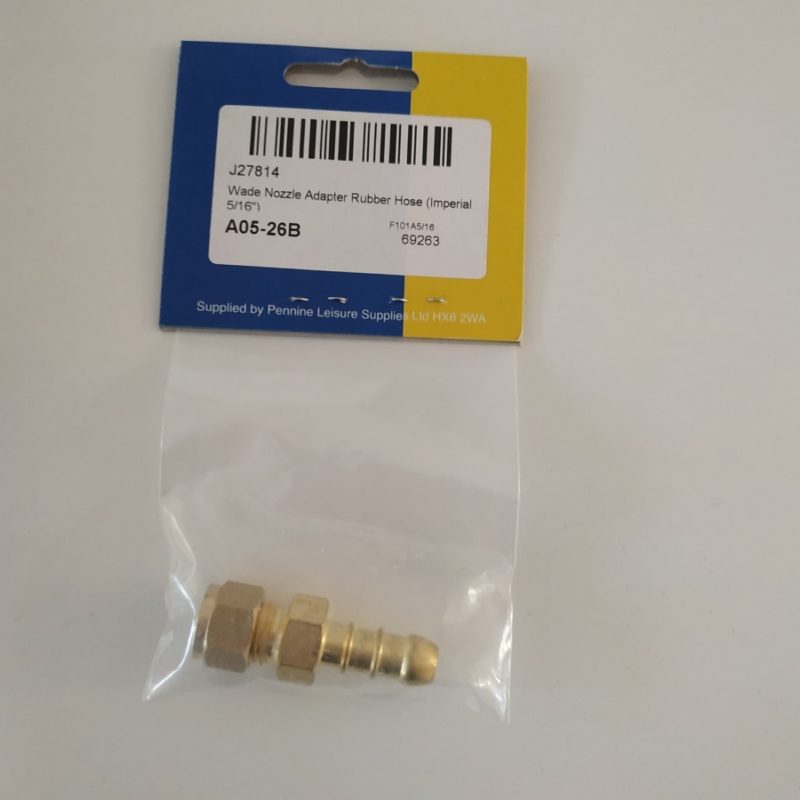 J27814
Wade Nozzle Adapter Rubber Hose (Imperial
5/16")
A05-26B
F101A5/16
69263
Supplied by Pennine Leisure Supplies Ltd HX6 2WA